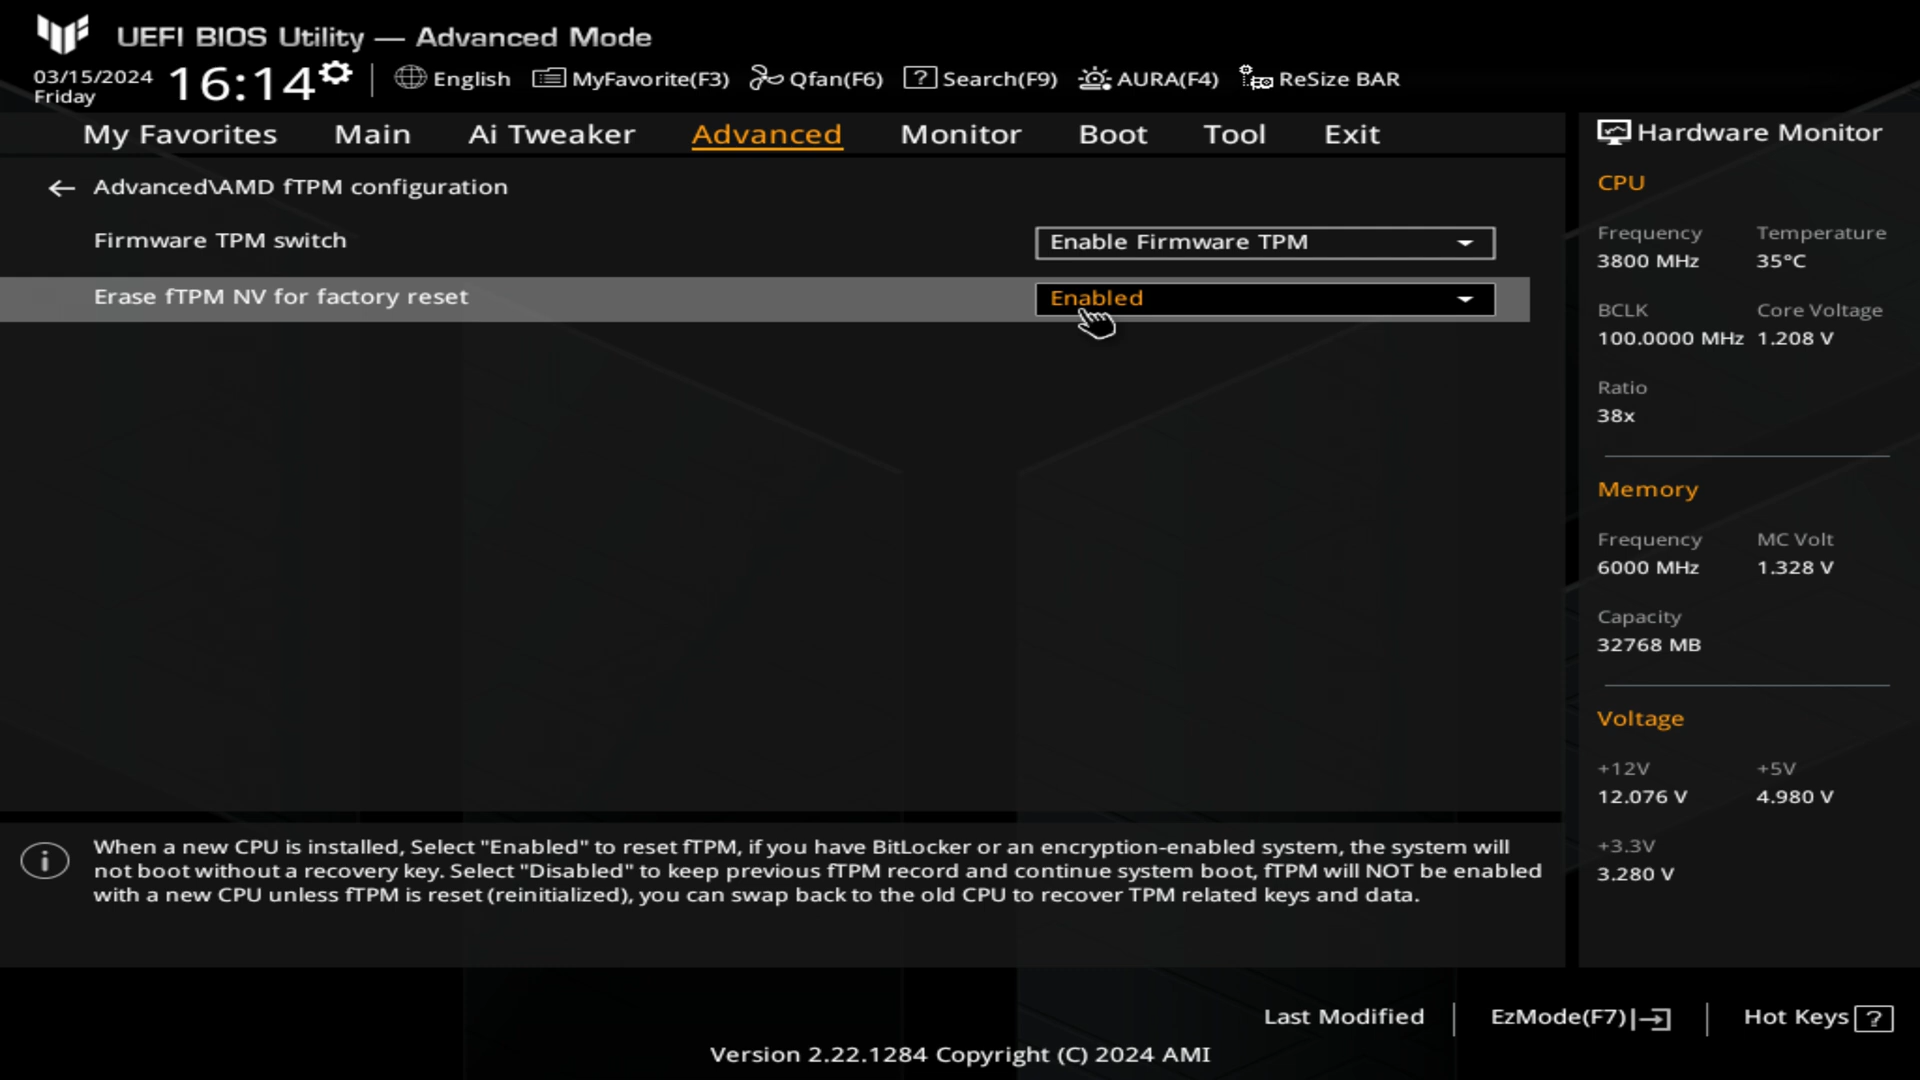 UEFI BIOS Utility — Advanced Mode
03/15/2024
Friday
16:14
English
MyFavorite(F3)
Qfan(F6)
? Search(F9)
AURA(F4)
ReSize BAR
My Favorites
Main
Ai Tweaker
Advanced
Monitor
Boot
Tool
Exit
Advanced\AMD fTPM configuration
Firmware TPM switch
Enable Firmware TPM
Erase fTPM NV for factory reset
Enabled
When a new CPU is installed, Select "Enabled" to reset fTPM, if you have BitLocker or an encryption-enabled system, the system will
not boot without a recovery key. Select "Disabled" to keep previous fTPM record and continue system boot, fTPM will NOT be enabled
with a new CPU unless fTPM is reset (reinitialized), you can swap back to the old CPU to recover TPM related keys and data.
Hardware Monitor
CPU
Frequency
Temperature
3800 MHz
35°C
BCLK
Core Voltage
100.0000 MHz
1.208 V
Ratio
38x
Memory
Frequency
MC Volt
6000 MHz
1.328 V
Capacity
32768 MB
Voltage
+12V
+5V
12.076 V
4.980 V
+3.3V
3.280 V
Last Modified
EzMode(F7)
Hot Keys ?
Version 2.22.1284 Copyright (C) 2024 AMI